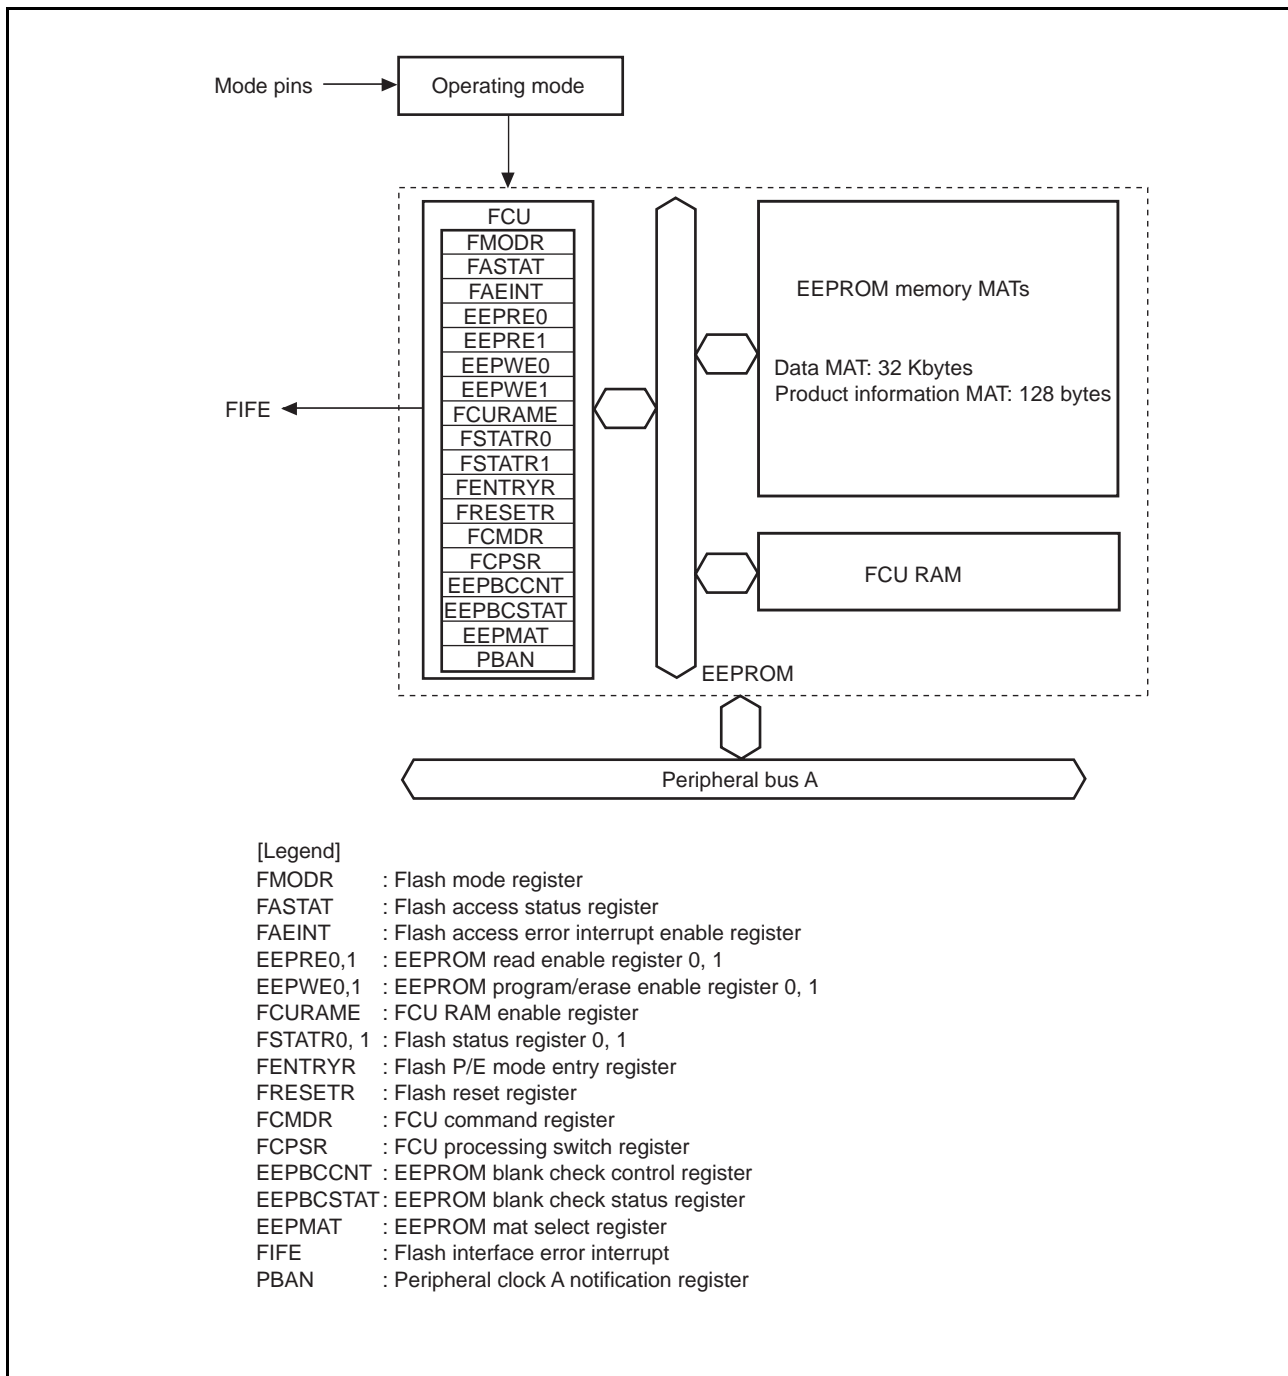 Mode pins
Operating mode
FCU
FMODR
FASTAT
FAEINT
EEPRE0
EEPRE1
EEPWE0
EEPWE1
FCURAME
FSTATR0
FSTATR1
FENTRYR
FRESETR
FCMDR
FCPSR
EEPBCCNT
EEPBCSTAT
EEPMAT
PBAN
FIFE
EEPROM memory MATs
Data MAT: 32 Kbytes
Product information MAT: 128 bytes
FCU RAM
EEPROM
Peripheral bus A
[Legend]
FMODR : Flash mode register
FASTAT : Flash access status register
FAEINT : Flash access error interrupt enable register
EEPRE0,1 : EEPROM read enable register 0, 1
EEPWE0,1 : EEPROM program/erase enable register 0, 1
FCURAME : FCU RAM enable register
FSTATR0, 1 : Flash status register 0, 1
FENTRYR : Flash P/E mode entry register
FRESETR : Flash reset register
FCMDR : FCU command register
FCPSR : FCU processing switch register
EEPBCCNT : EEPROM blank check control register
EEPBCSTAT : EEPROM blank check status register
EEPMAT : EEPROM mat select register
FIFE : Flash interface error interrupt
PBAN : Peripheral clock A notification register